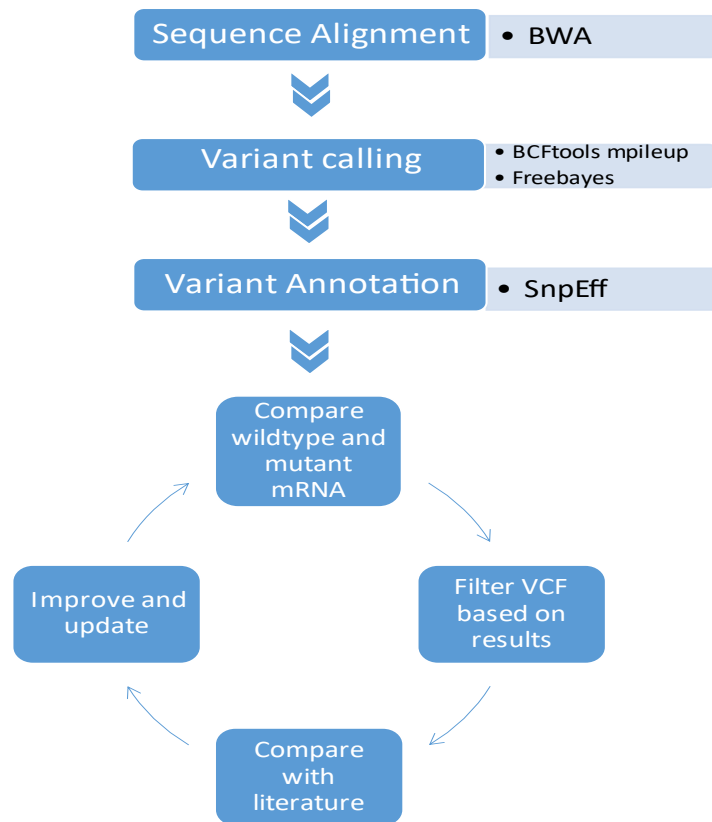 Sequence Alignment
• BWA
Variant calling
• BCFtools mpileup
• Freebayes
Variant Annotation
• SnpEff
Compare
wildtype and
mutant
mRNA
Filter VCF
based on
results
Compare
with
literature
Improve and
update